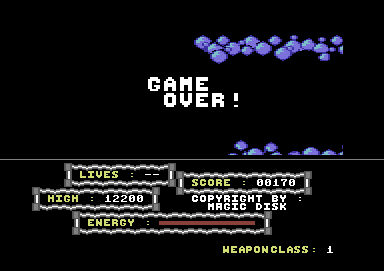 GAME
OVER!
LIVES : --
SCORE : 00170
HIGH : 12200
COPYRIGHT BY :
MAGIC DISK
ENERGY :
WEAPONCLASS: 1